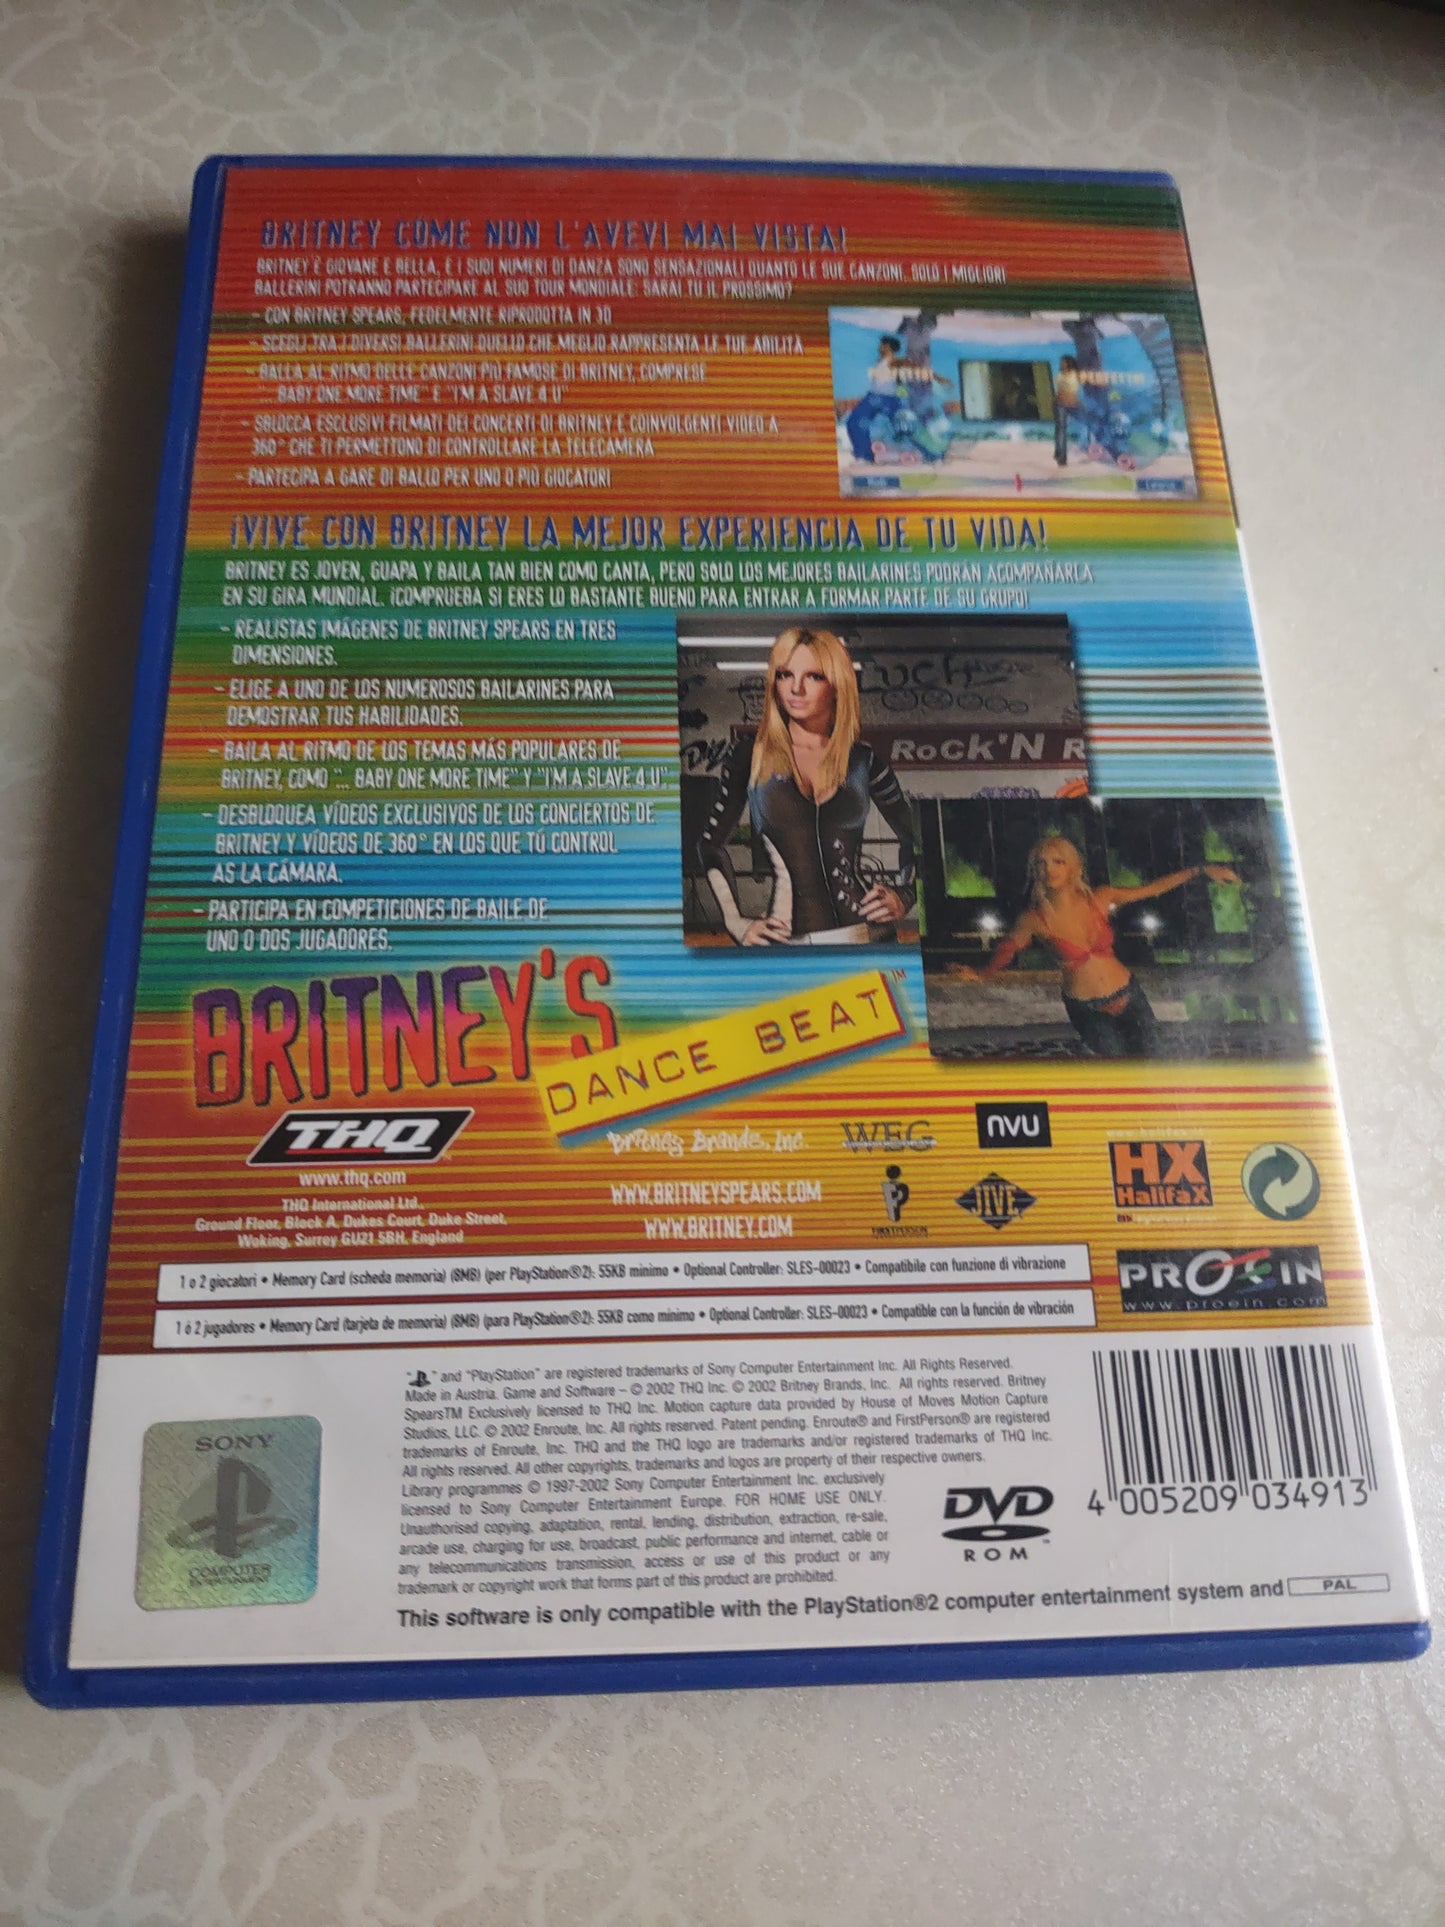 BRITNEY COME NON L'AVEVI MAI VISTA!
BRITNEY È GIOVANE E BELLA, E I SUOI NUMERI DI DANZA SONO SENSAZIONALI QUANTO LE SUE CANZONI. SOLO I MIGLIORI
BALLERINI POTRANNO PARTECIPARE AL SUO TOUR MONDIALE: SARAI TU IL PROSSIMO?
- CON BRITNEY SPEARS, FEDELMENTE RIPRODOTTA IN 3D
- SCEGLI TRA I DIVERSI BALLERINI QUELLO CHE MEGLIO RAPPRESENTA LE TUE ABILITÀ
- BALLA AL RITMO DELLE CANZONI PIÙ FAMOSE DI BRITNEY, COMPRESE
"... BABY ONE MORE TIME" E "I'M A SLAVE 4 U"
- SBLOCCA ESCLUSIVI FILMATI DEI CONCERTI DI BRITNEY E COINVOLGENTI VIDEO A
360° CHE TI PERMETTONO DI CONTROLLARE LA TELECAMERA
- PARTECIPA A GARE DI BALLO PER UNO O PIÙ GIOCATORI
¡VIVE CON BRITNEY LA MEJOR EXPERIENCIA DE TU VIDA!
BRITNEY ES JOVEN, GUAPA Y BAILA TAN BIEN COMO CANTA, PERO SÓLO LOS MEJORES BAILARINES PODRÁN ACOMPAÑARLA
EN SU GIRA MUNDIAL. ¡COMPRUEBA SI ERES LO BASTANTE BUENO PARA ENTRAR A FORMAR PARTE DE SU GRUPO!
- REALISTAS IMÁGENES DE BRITNEY SPEARS EN TRES
DIMENSIONES.
- ELIGE A UNO DE LOS NUMEROSOS BAILARINES PARA
DEMOSTRAR TUS HABILIDADES.
- BAILA AL RITMO DE LOS TEMAS MÁS POPULARES DE
BRITNEY, COMO "... BABY ONE MORE TIME" Y "I'M A SLAVE 4 U".
- DESBLOQUEA VÍDEOS EXCLUSIVOS DE LOS CONCIERTOS DE
BRITNEY Y VÍDEOS DE 360° EN LOS QUE TÚ CONTROL
AS LA CÁMARA.
- PARTICIPA EN COMPETICIONES DE BAILE DE
UNO O DOS JUGADORES.
RoCk'N R
BRITNEY'S
DANCE BEAT™
THQ
www.thq.com
THQ International Ltd.,
Ground Floor, Block A, Dukes Court, Duke Street,
Woking, Surrey GU21 5BH, England
Britney Brands, Inc.
WEG
nvu
WWW.BRITNEYSPEARS.COM
WWW.BRITNEY.COM
FIRSTPERSON
JIVE
HX
HalifaX
PROEIN
www.proein.com
1 o 2 giocatori • Memory Card (scheda memoria) (8MB) (per PlayStation®2): 55KB minimo • Optional Controller: SLES-00023 • Compatibile con funzione di vibrazione
1 ó 2 jugadores • Memory Card (tarjeta de memoria) (8MB) (para PlayStation®2): 55KB como mínimo • Optional Controller: SLES-00023 • Compatible con la función de vibración
" " and "PlayStation" are registered trademarks of Sony Computer Entertainment Inc. All Rights Reserved.
Made in Austria. Game and Software – © 2002 THQ Inc. © 2002 Britney Brands, Inc. All rights reserved. Britney
SpearsTM Exclusively licensed to THQ Inc. Motion capture data provided by House of Moves Motion Capture
Studios, LLC. © 2002 Enroute, Inc. All rights reserved. Patent pending. Enroute® and FirstPerson® are registered
trademarks of Enroute, Inc. THQ and the THQ logo are trademarks and/or registered trademarks of THQ Inc.
All rights reserved. All other copyrights, trademarks and logos are property of their respective owners.
Library programmes © 1997-2002 Sony Computer Entertainment Inc. exclusively
licensed to Sony Computer Entertainment Europe. FOR HOME USE ONLY.
Unauthorised copying, adaptation, rental, lending, distribution, extraction, re-sale,
arcade use, charging for use, broadcast, public performance and internet, cable or
any telecommunications transmission, access or use of this product or any
trademark or copyright work that forms part of this product are prohibited.
This software is only compatible with the PlayStation®2 computer entertainment system and PAL
SONY
COMPUTER
ENTERTAINMENT
DVD
ROM
4 005209 034913